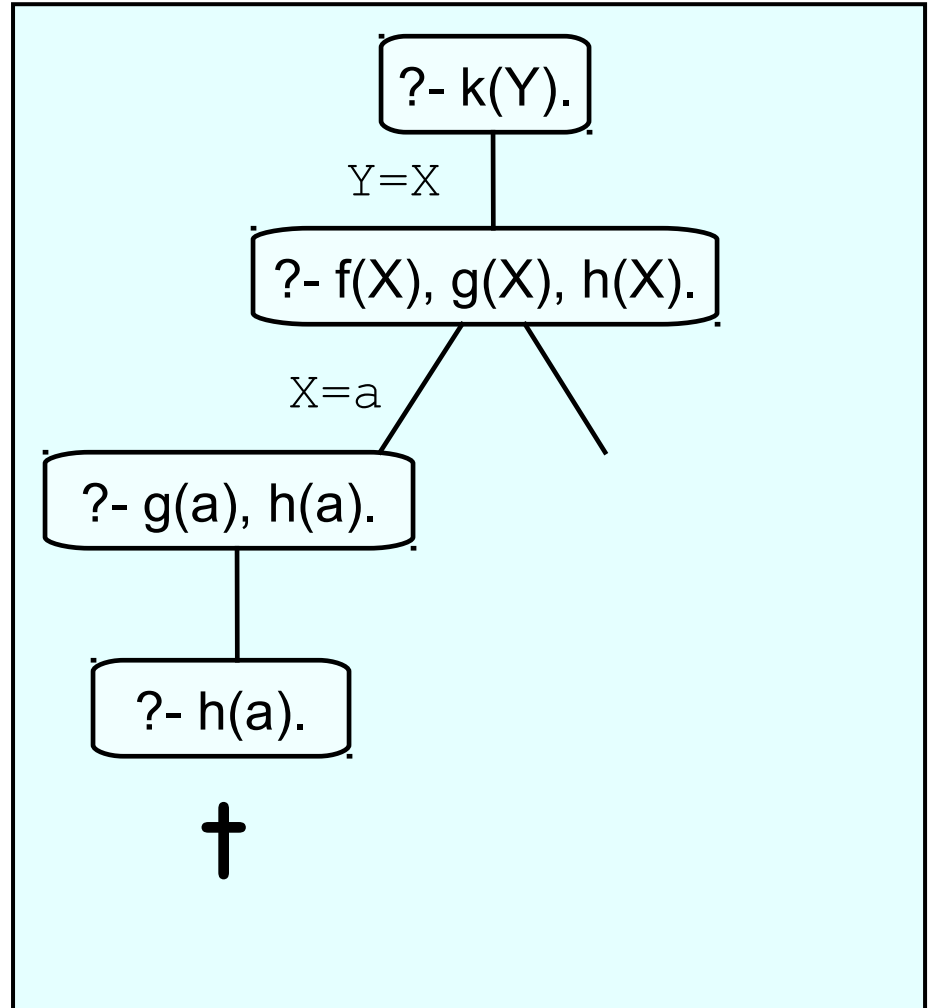 ?- k(Y).
Y=X
?- f(X), g(X), h(X).
X=a
?- g(a), h(a).
?- h(a).
†